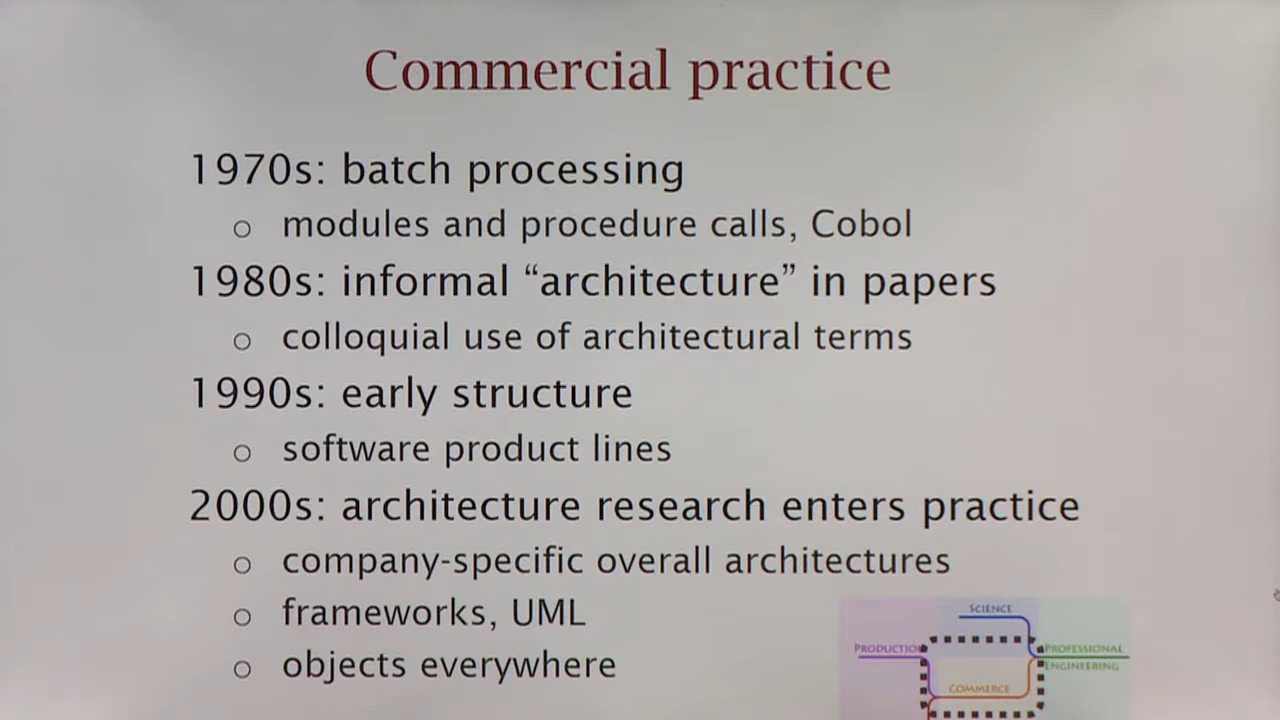 Commercial practice
1970s: batch processing
○ modules and procedure calls, Cobol
1980s: informal “architecture” in papers
○ colloquial use of architectural terms
1990s: early structure
○ software product lines
2000s: architecture research enters practice
○ company-specific overall architectures
○ frameworks, UML
○ objects everywhere
SCIENCE
PRODUCTION
PROFESSIONAL
ENGINEERING
COMMERCE